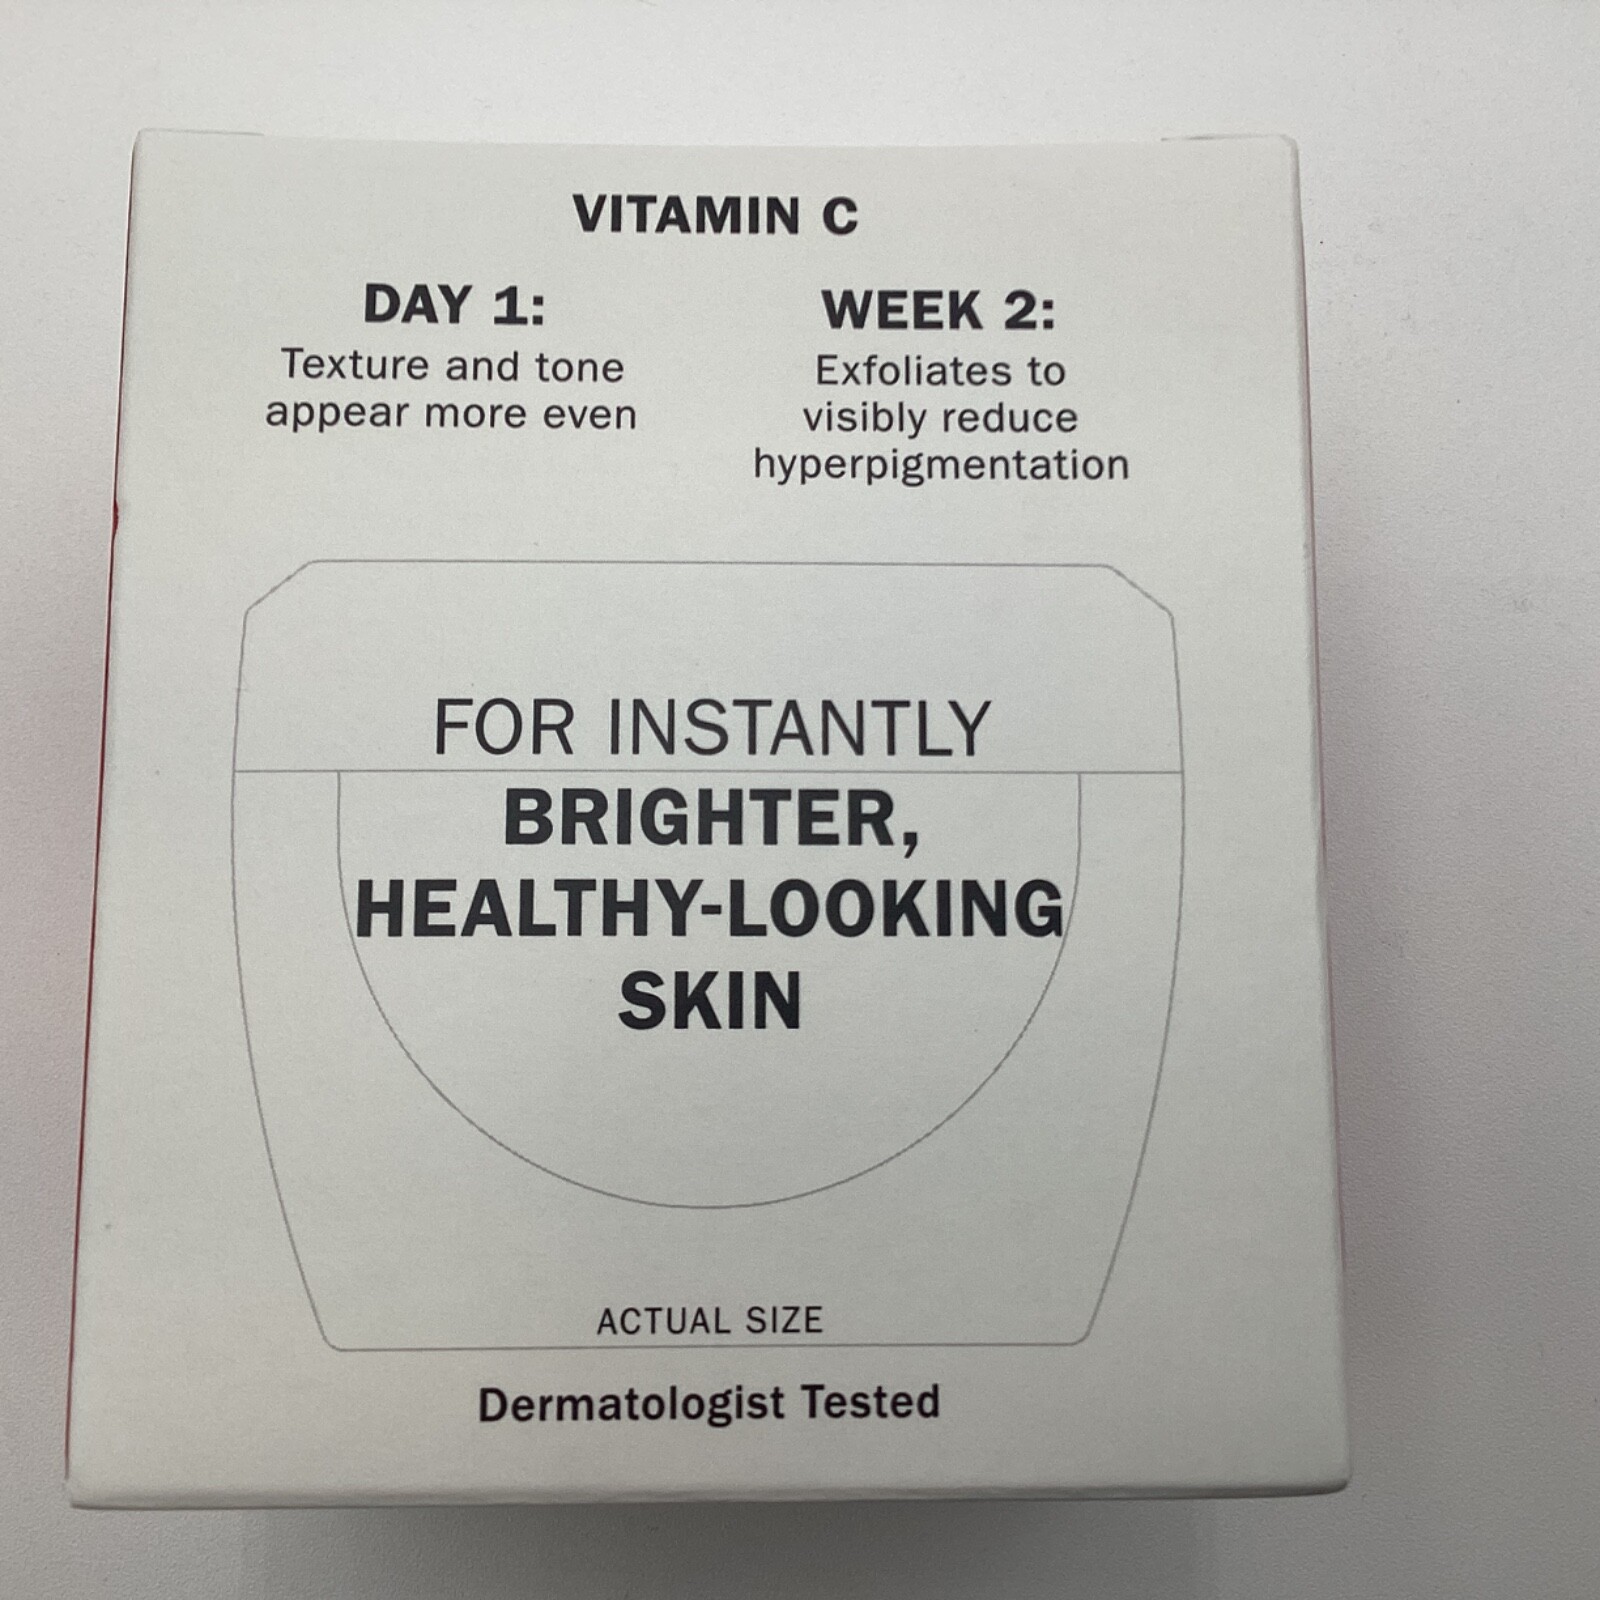 VITAMIN C
DAY 1:
Texture and tone
appear more even
WEEK 2:
Exfoliates to
visibly reduce
hyperpigmentation
FOR INSTANTLY
BRIGHTER,
HEALTHY-LOOKING
SKIN
ACTUAL SIZE
Dermatologist Tested